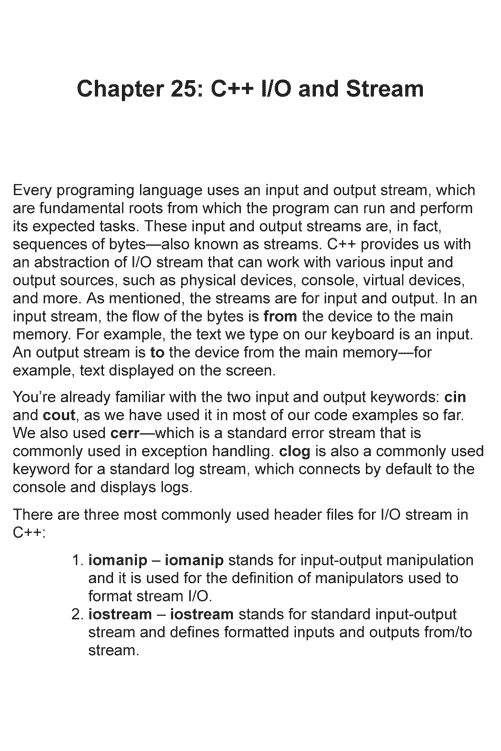 Chapter 25: C++ I/O and Stream
Every programing language uses an input and output stream, which
are fundamental roots from which the program can run and perform
its expected tasks. These input and output streams are, in fact,
sequences of bytes—also known as streams. C++ provides us with
an abstraction of I/O stream that can work with various input and
output sources, such as physical devices, console, virtual devices,
and more. As mentioned, the streams are for input and output. In an
input stream, the flow of the bytes is from the device to the main
memory. For example, the text we type on our keyboard is an input.
An output stream is to the device from the main memory—for
example, text displayed on the screen.
You’re already familiar with the two input and output keywords: cin
and cout, as we have used it in most of our code examples so far.
We also used cerr—which is a standard error stream that is
commonly used in exception handling. clog is also a commonly used
keyword for a standard log stream, which connects by default to the
console and displays logs.
There are three most commonly used header files for I/O stream in
C++:
1. iomanip – iomanip stands for input-output manipulation
and it is used for the definition of manipulators used to
format stream I/O.
2. iostream – iostream stands for standard input-output
stream and defines formatted inputs and outputs from/to
stream.